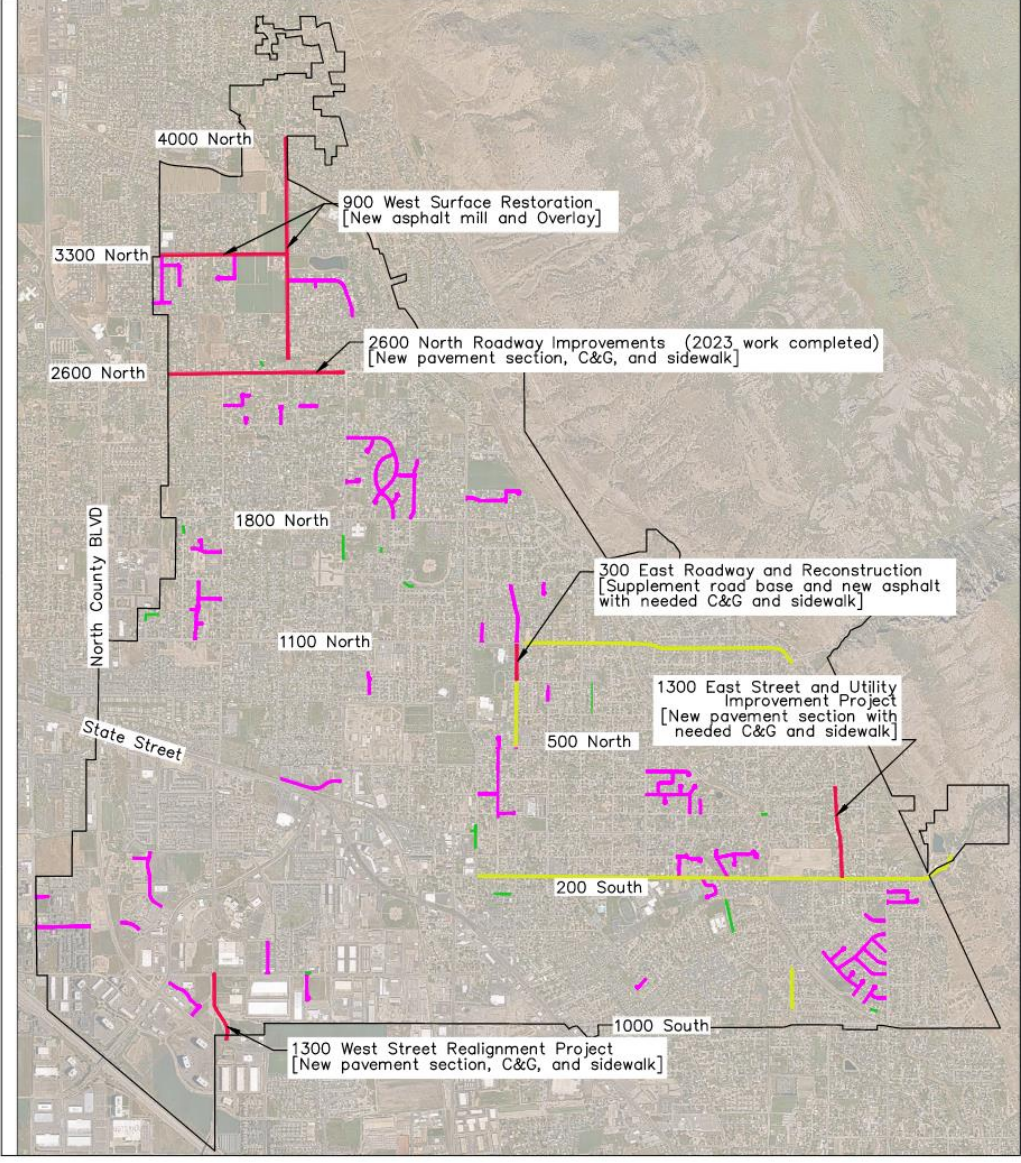 4000 North
900 West Surface Restoration
[New asphalt mill and Overlay]
3300 North
2600 North Roadway Improvements (2023 work completed)
[New pavement section, C&G, and sidewalk]
2600 North
1800 North
North County BLVD
300 East Roadway and Reconstruction
[Supplement road base and new asphalt
with needed C&G and sidewalk]
1100 North
1300 East Street and Utility
Improvement Project
[New pavement section with
needed C&G and sidewalk]
State Street
500 North
200 South
1000 South
1300 West Street Realignment Project
[New pavement section, C&G, and sidewalk]